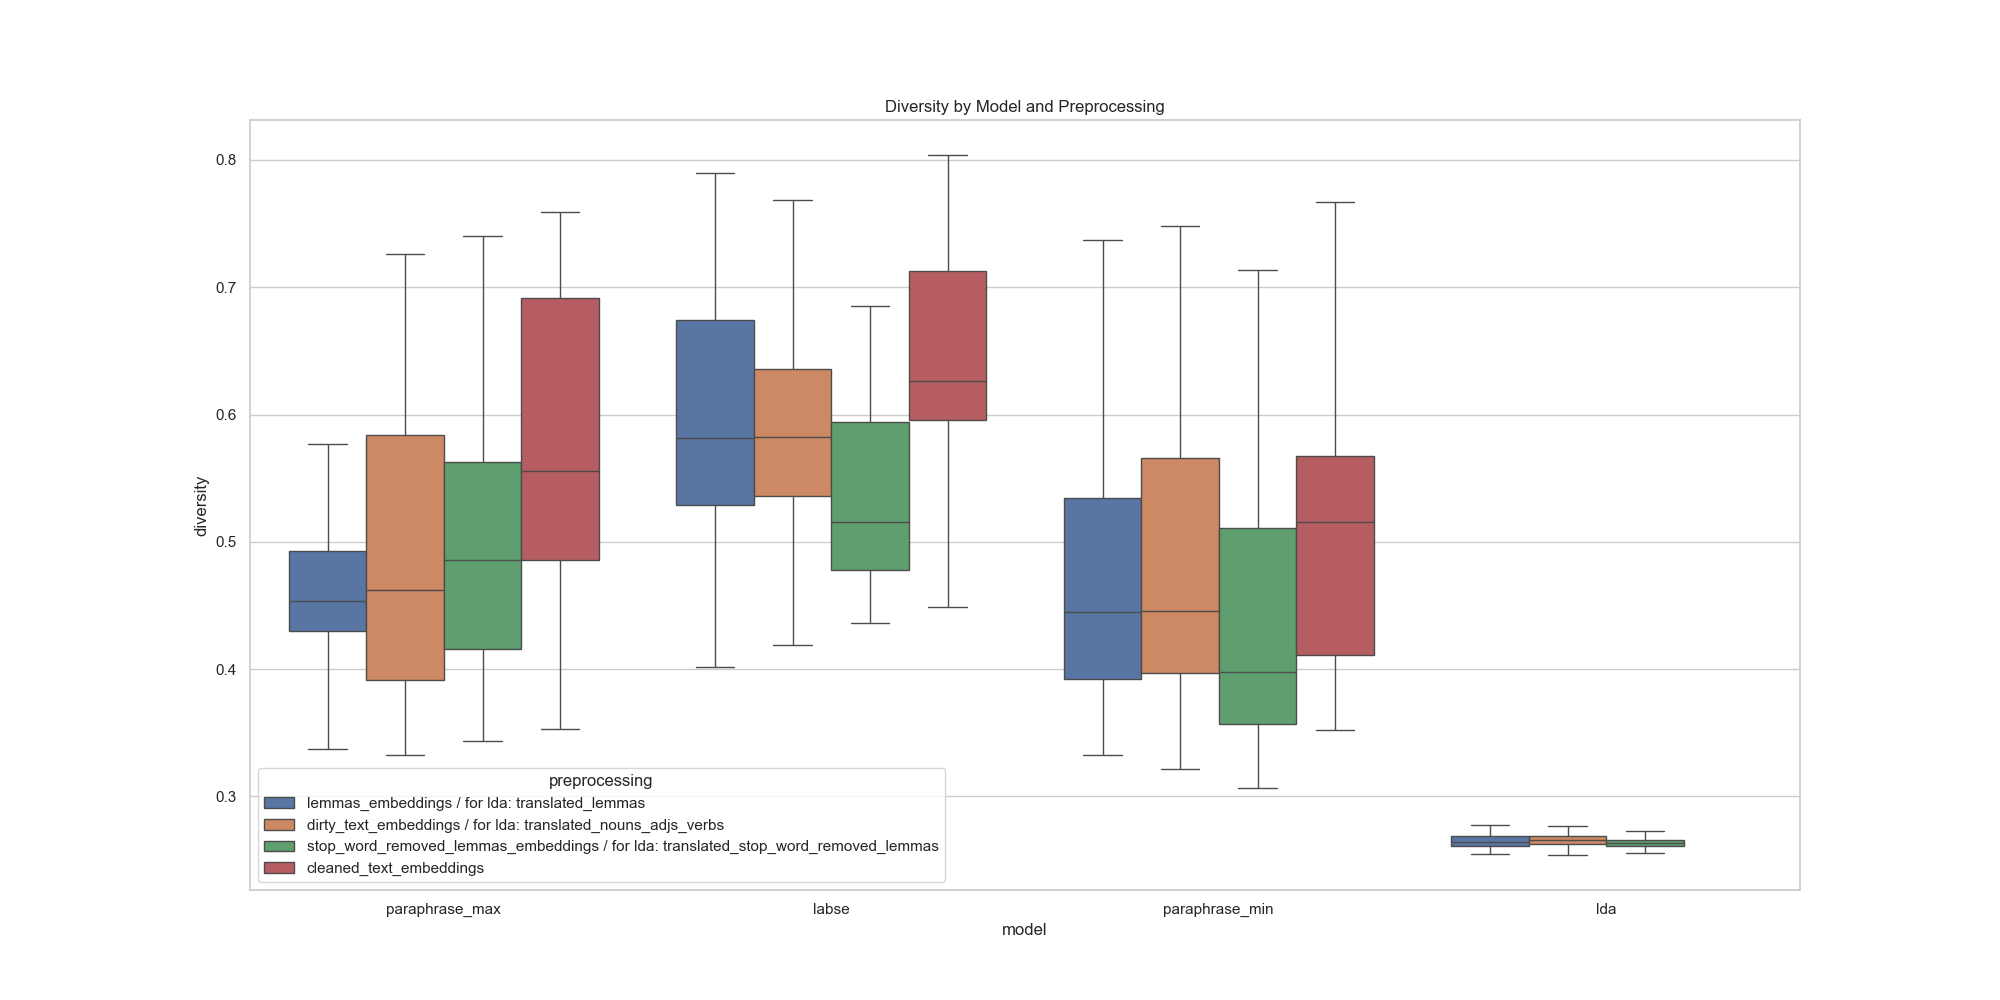 Diversity by Model and Preprocessing
0.8
0.7
0.6
0.5
0.4
0.3
diversity
preprocessing
lemmas_embeddings / for lda: translated_lemmas
dirty_text_embeddings / for lda: translated_nouns_adjs_verbs
stop_word_removed_lemmas_embeddings / for lda: translated_stop_word_removed_lemmas
cleaned_text_embeddings
paraphrase_max
labse
paraphrase_min
lda
model